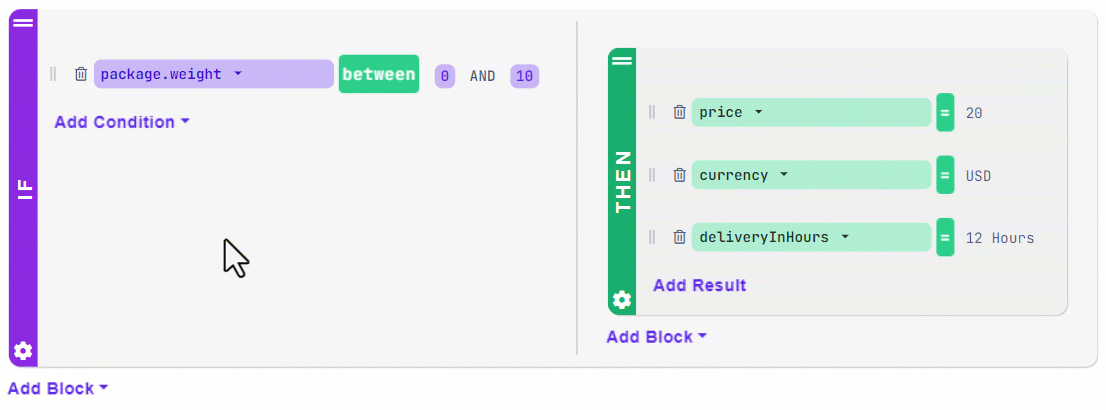 IF
package.weight between 0 AND 10
Add Condition
THEN
price = 20
currency = USD
deliveryInHours = 12 Hours
Add Result
Add Block
Add Block